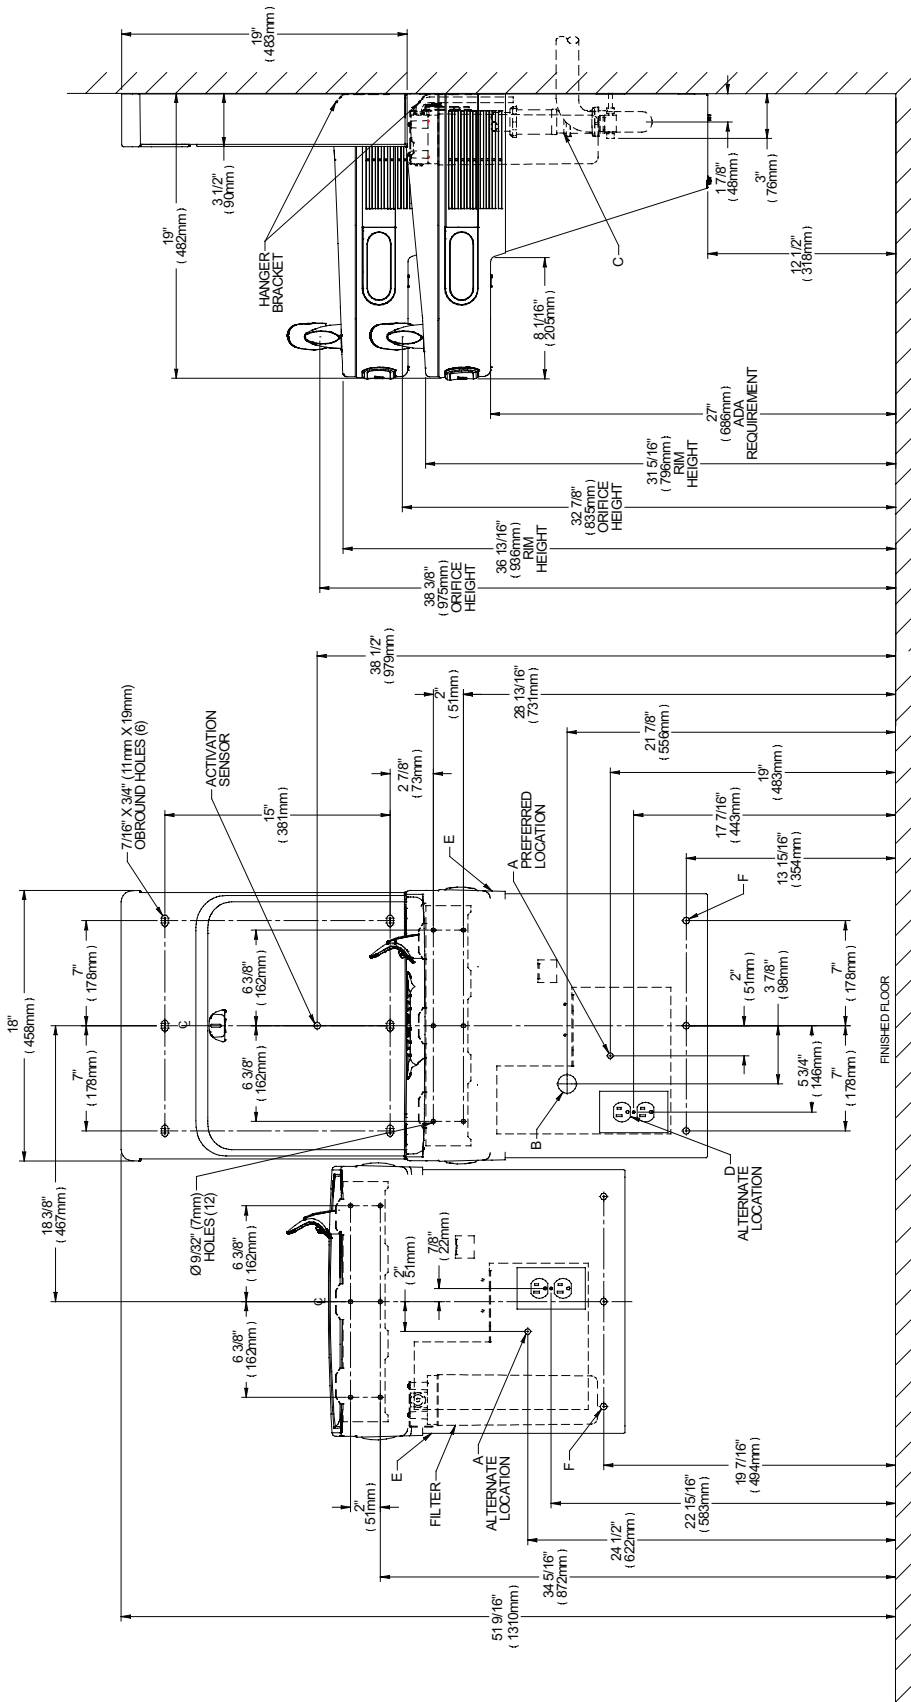 19"
( 483mm )
3 1/2"
( 90mm )
19"
( 482mm )
HANGER
BRACKET
C
1 7/8"
( 48mm )
3"
( 76mm )
12 1/2"
( 318mm )
8 1/16"
( 205mm )
27"
( 686mm )
ADA
REQUIREMENT
31 5/16"
( 796mm )
RIM
HEIGHT
32 7/8"
( 835mm )
ORIFICE
HEIGHT
36 13/16"
( 936mm )
RIM
HEIGHT
38 3/8"
( 975mm )
ORIFICE
HEIGHT
38 1/2"
( 979mm )
7/16" X 3/4" (11mm X 19mm)
OBROUND HOLES (6)
ACTIVATION
SENSOR
15"
( 381mm )
2 7/8"
( 73mm )
2"
( 51mm )
28 13/16"
( 731mm )
21 7/8"
( 556mm )
19"
( 483mm )
17 7/16"
( 443mm )
13 15/16"
( 354mm )
E
A
PREFERRED
LOCATION
F
18"
( 458mm )
7"
( 178mm )
7"
( 178mm )
6 3/8"
( 162mm )
6 3/8"
( 162mm )
2"
( 51mm )
3 7/8"
( 98mm )
5 3/4"
( 146mm )
7"
( 178mm )
7"
( 178mm )
FINISHED FLOOR
B
D
ALTERNATE
LOCATION
18 3/8"
( 467mm )
Ø 9/32" (7mm)
HOLES (12)
6 3/8"
( 162mm )
6 3/8"
( 162mm )
2"
( 51mm )
7/8"
( 22mm )
2"
( 51mm )
E
FILTER
A
ALTERNATE
LOCATION
F
19 7/16"
( 494mm )
22 15/16"
( 583mm )
24 1/2"
( 622mm )
34 5/16"
( 872mm )
51 9/16"
( 1310mm )